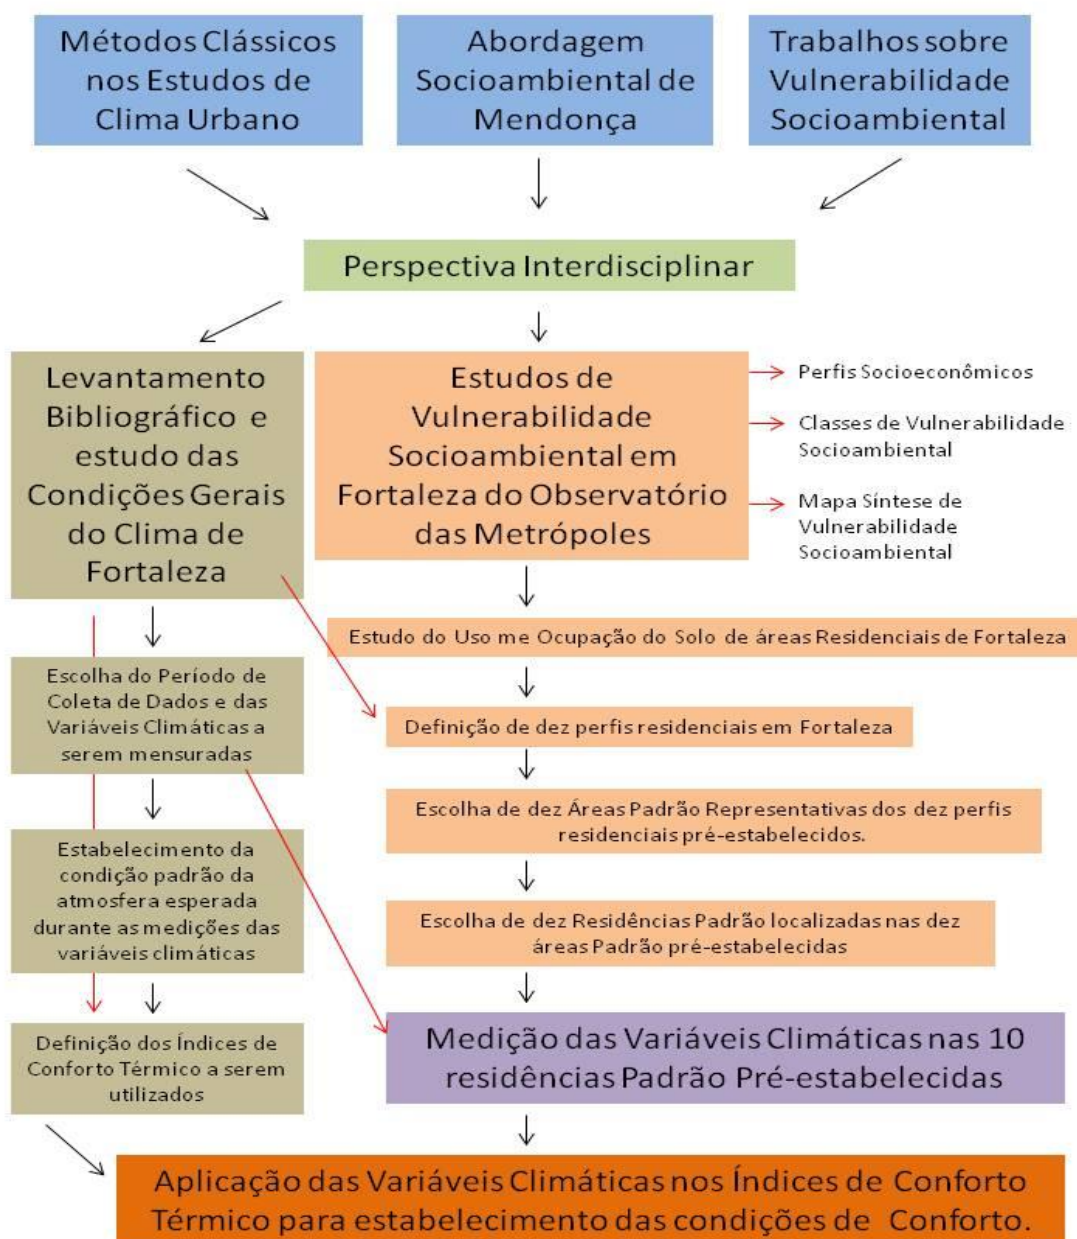 Métodos Clássicos
nos Estudos de
Clima Urbano
Abordagem
Socioambiental de
Mendonça
Trabalhos sobre
Vulnerabilidade
Socioambiental
Perspectiva Interdisciplinar
Levantamento
Bibliográfico e
estudo das
Condições Gerais
do Clima de
Fortaleza
Estudos de
Vulnerabilidade
Socioambiental em
Fortaleza do Observatório
das Metrópoles
Perfis Socioeconômicos
Classes de Vulnerabilidade
Socioambiental
Mapa Síntese de
Vulnerabilidade
Socioambiental
Estudo do Uso me Ocupação do Solo de áreas Residenciais de Fortaleza
Escolha do Período de
Coleta de Dados e das
Variáveis Climáticas a
serem mensuradas
Definição de dez perfis residenciais em Fortaleza
Escolha de dez Áreas Padrão Representativas dos dez perfis
residenciais pré-estabelecidos.
Estabelecimento da
condição padrão da
atmosfera esperada
durante as medições das
variáveis climáticas
Escolha de dez Residências Padrão localizadas nas dez
áreas Padrão pré-estabelecidas
Definição dos Índices de
Conforto Térmico a serem
utilizados
Medição das Variáveis Climáticas nas 10
residências Padrão Pré-estabelecidas
Aplicação das Variáveis Climáticas nos Índices de Conforto
Térmico para estabelecimento das condições de Conforto.